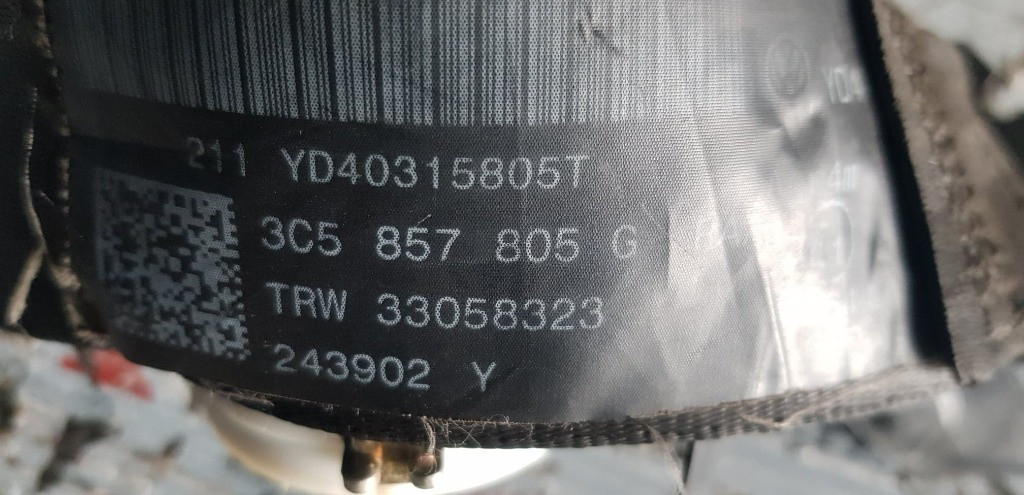 211 YD40315805T
3C5 857 805 G
TRW 33058323
243902 Y